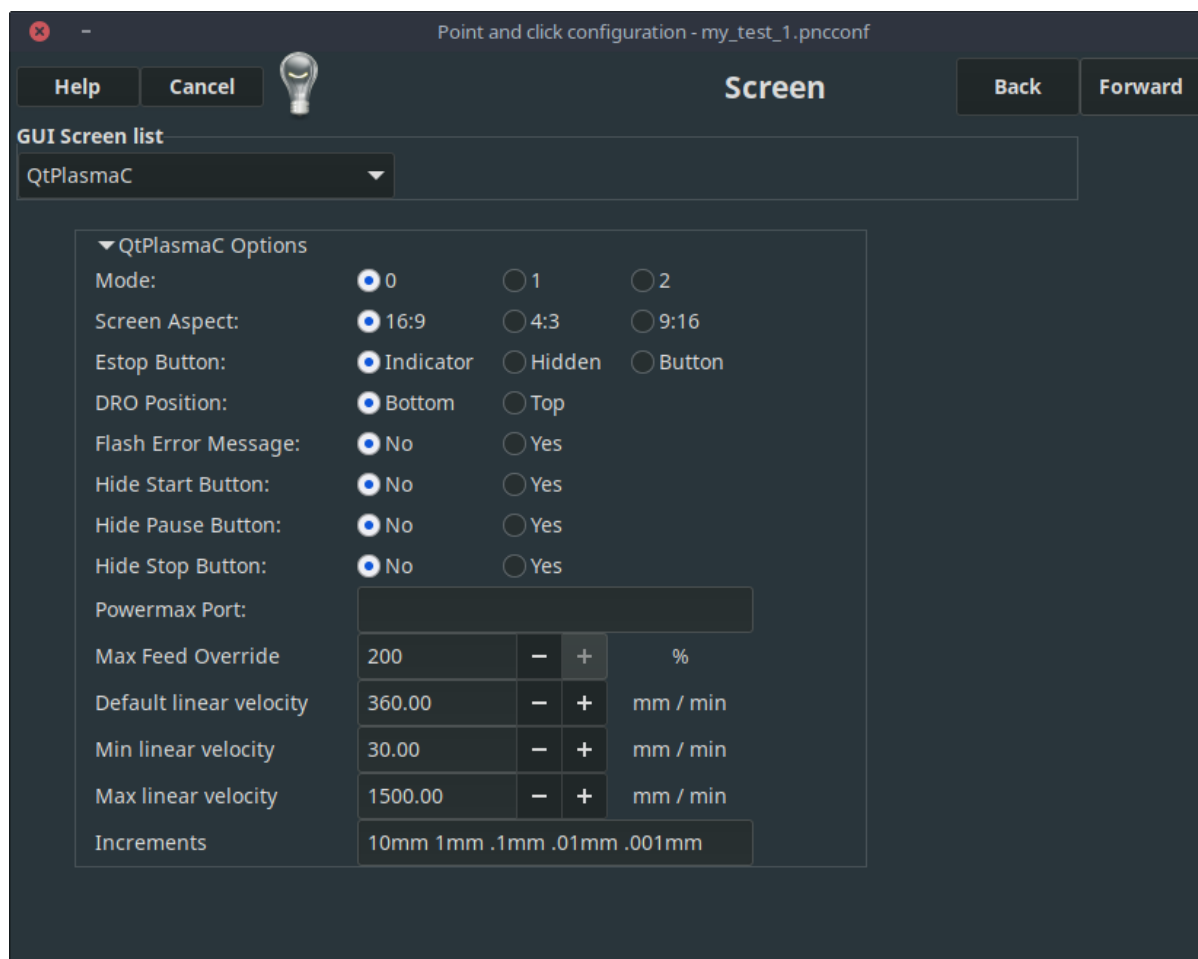 Point and click configuration - my_test_1.pncconf
Help Cancel Screen Back Forward
GUI Screen list
QtPlasmaC
QtPlasmaC Options
Mode: 0 1 2
Screen Aspect: 16:9 4:3 9:16
Estop Button: Indicator Hidden Button
DRO Position: Bottom Top
Flash Error Message: No Yes
Hide Start Button: No Yes
Hide Pause Button: No Yes
Hide Stop Button: No Yes
Powermax Port:
Max Feed Override 200 − + %
Default linear velocity 360.00 − + mm / min
Min linear velocity 30.00 − + mm / min
Max linear velocity 1500.00 − + mm / min
Increments 10mm 1mm .1mm .01mm .001mm